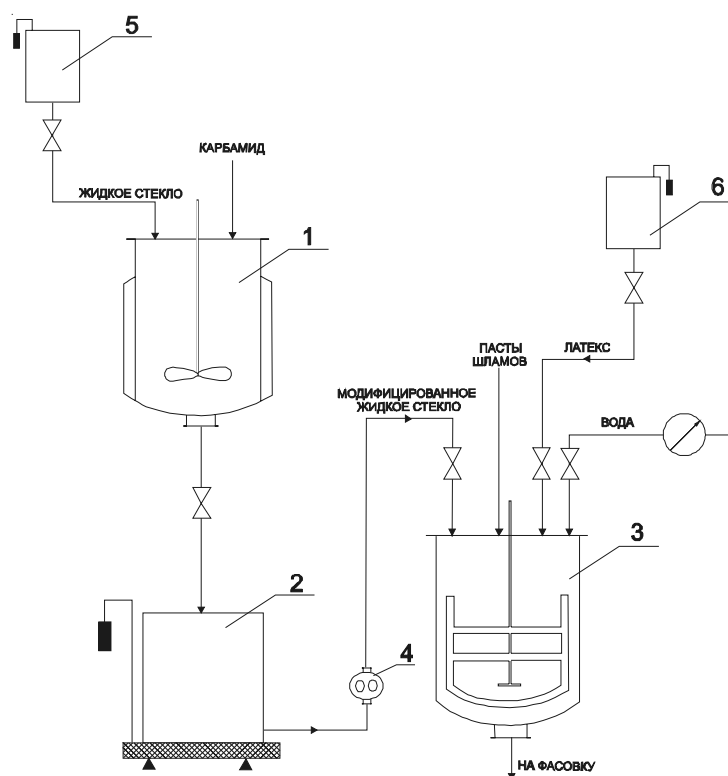 5
КАРБАМИД
ЖИДКОЕ СТЕКЛО
6
1
ПАСТЫ
ШЛАМОВ
ЛАТЕКС
МОДИФИЦИРОВАННОЕ
ЖИДКОЕ СТЕКЛО
ВОДА
3
2
4
НА ФАСОВКУ